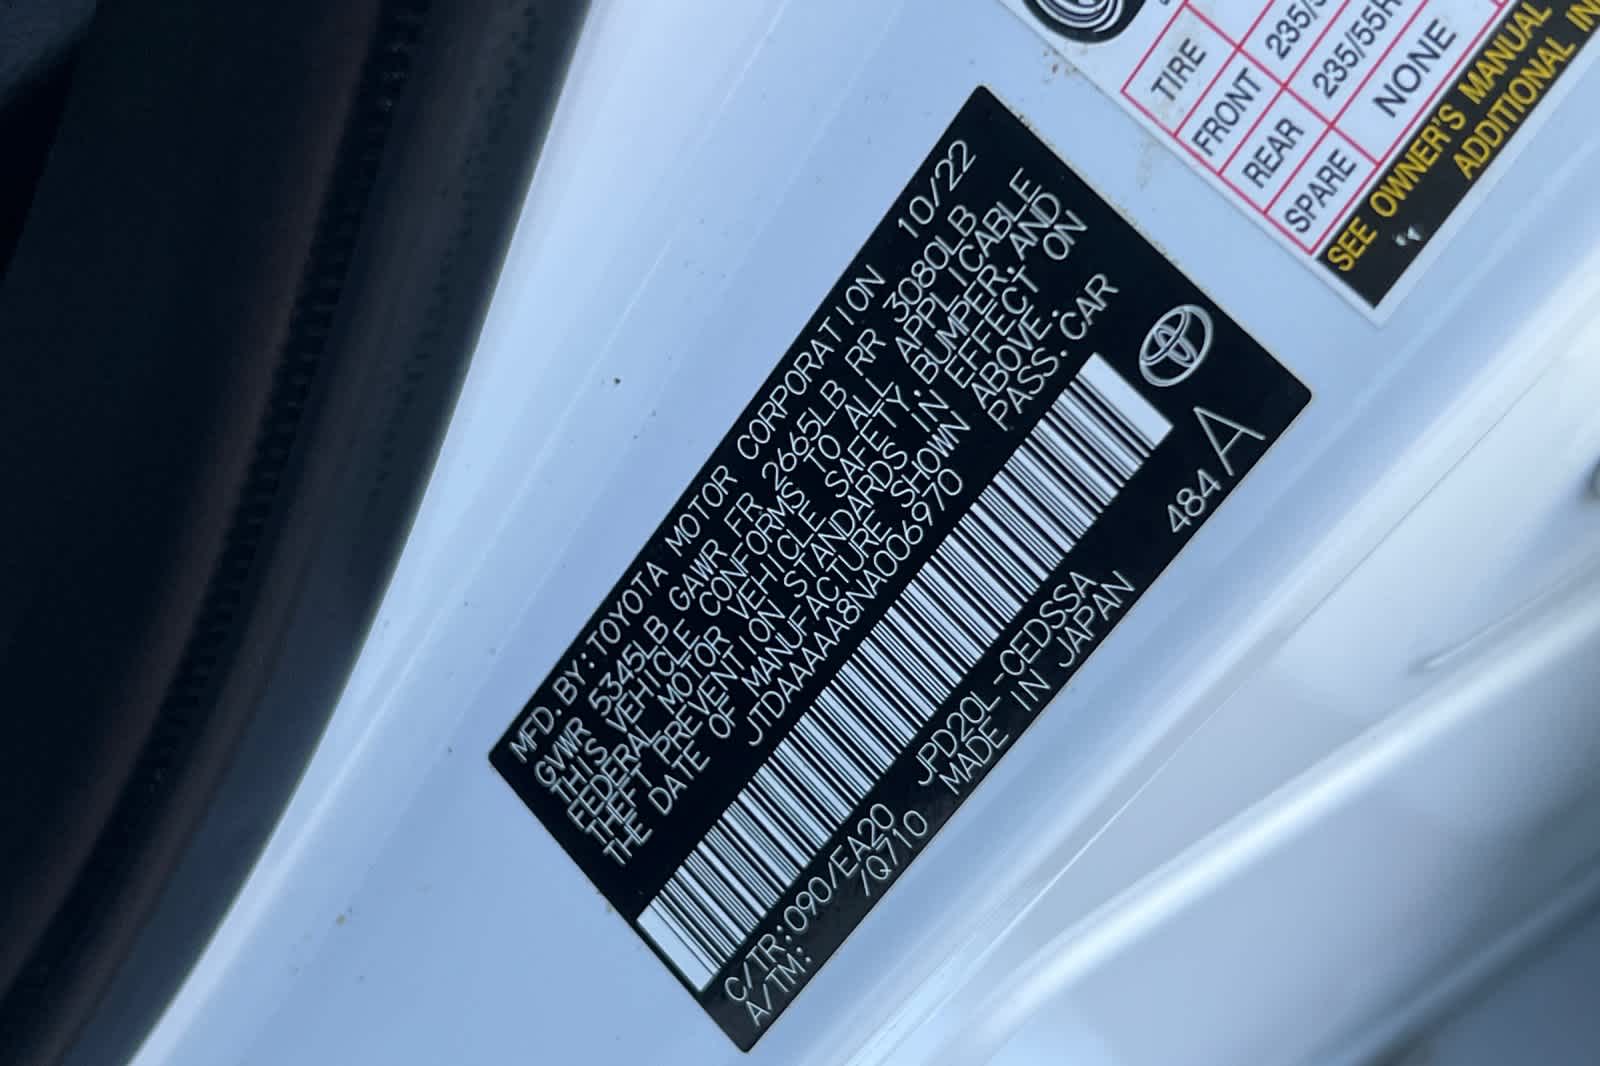 TIRE
FRONT 235/5
REAR 235/55R
SPARE NONE
SEE OWNER'S MANUAL
ADDITIONAL IN
MFD.BY:TOYOTA MOTOR CORPORATION 10/22
GVWR 5345LB GAWR FR 2665LB RR 3080LB
THIS VEHICLE CONFORMS TO ALL APPLICABLE
FEDERAL MOTOR VEHICLE SAFETY, BUMPER, AND
THEFT PREVENTION STANDARDS IN EFFECT ON
THE DATE OF MANUFACTURE SHOWN ABOVE.
JTDAAAAA8NA006970 PASS.CAR
C/TR:090/EA20 JPD20L-CEDSSA 484A
A/TM: /Q710 MADE IN JAPAN